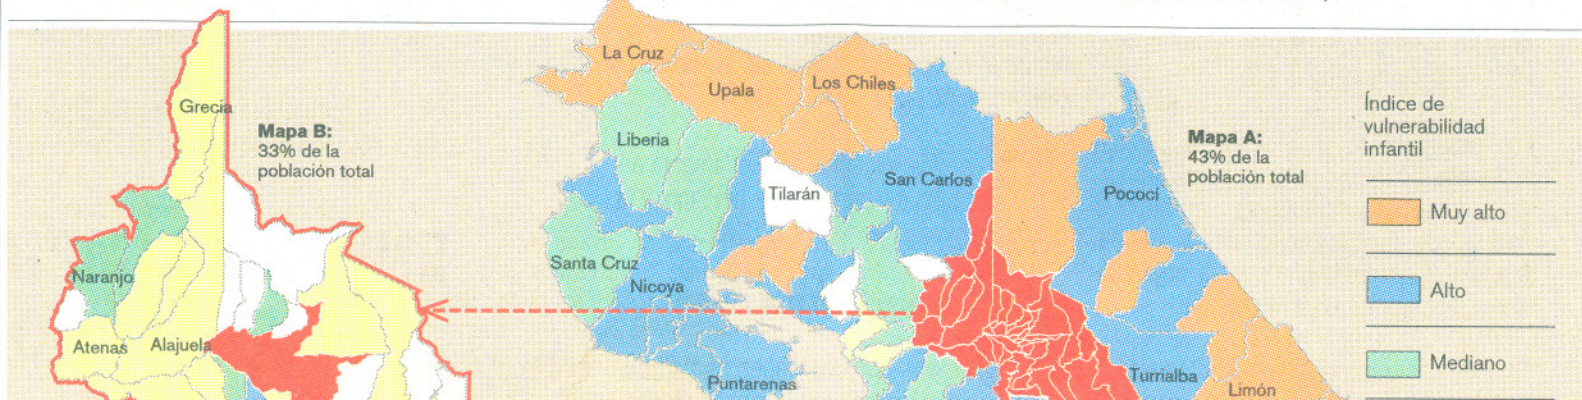 Grecia
Mapa B:
33% de la
población total
Naranjo
Atenas
Alajuela
La Cruz
Upala
Los Chiles
Liberia
Tilarán
San Carlos
Santa Cruz
Nicoya
Puntarenas
Mapa A:
43% de la
población total
Pococí
Turrialba
Limón
Índice de
vulnerabilidad
infantil
Muy alto
Alto
Mediano